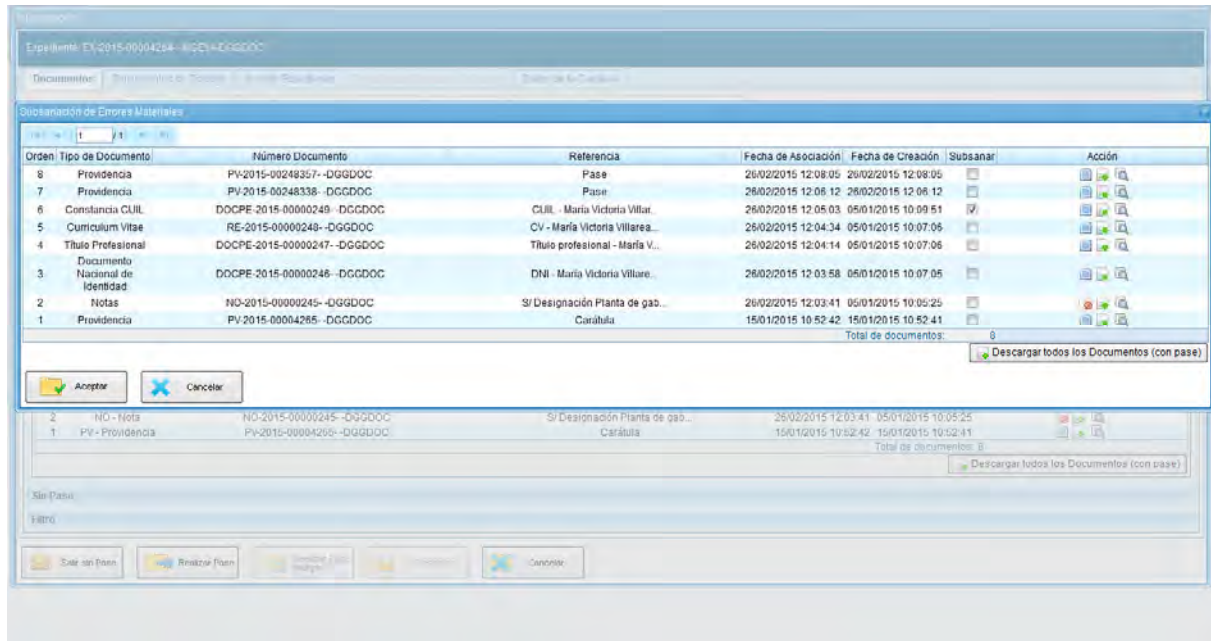 Expediente: EX-2015-00004264-
Documentos
Subsanación de Errores Materiales
1 / 1
Orden Tipo de Documento Número Documento Referencia Fecha de Asociación Fecha de Creación Subsanar Acción
8 Providencia PV-2015-00248357- -DGGDOC Pase 26/02/2015 12:08:05 26/02/2015 12:08:05
7 Providencia PV-2015-00248338- -DGGDOC Pase 26/02/2015 12:06:12 26/02/2015 12:06:12
6 Constancia CUIL DOCPE-2015-00000249- -DGGDOC CUIL - Maria Victoria Villar... 26/02/2015 12:05:03 05/01/2015 10:09:51
5 Curriculum Vitae RE-2015-00000248- -DGGDOC CV - María Victoria Villarea... 26/02/2015 12:04:34 05/01/2015 10:07:06
4 Título Profesional DOCPE-2015-00000247- -DGGDOC Título profesional - María V... 26/02/2015 12:04:14 05/01/2015 10:07:06
3 Documento Nacional de Identidad DOCPE-2015-00000246- -DGGDOC DNI - Maria Victoria Villare... 26/02/2015 12:03:58 05/01/2015 10:07:05
2 Notas NO-2015-00000245- -DGGDOC S/ Designación Planta de gab... 26/02/2015 12:03:41 05/01/2015 10:05:25
1 Providencia PV-2015-00004265- -DGGDOC Carátula 15/01/2015 10:52:42 15/01/2015 10:52:41
Total de documentos: 8
Descargar todos los Documentos (con pase)
Aceptar Cancelar
2 NO - Nota NO-2015-00000245- -DGGDOC S/ Designación Planta de gab... 26/02/2015 12:03:41 05/01/2015 10:05:25
1 PV - Providencia PV-2015-00004265- -DGGDOC Carátula 15/01/2015 10:52:42 15/01/2015 10:52:41
Total de documentos: 8
Descargar todos los Documentos (con pase)
Sin Pase
Filtro
Salir sin Pase Realizar Pase Cancelar